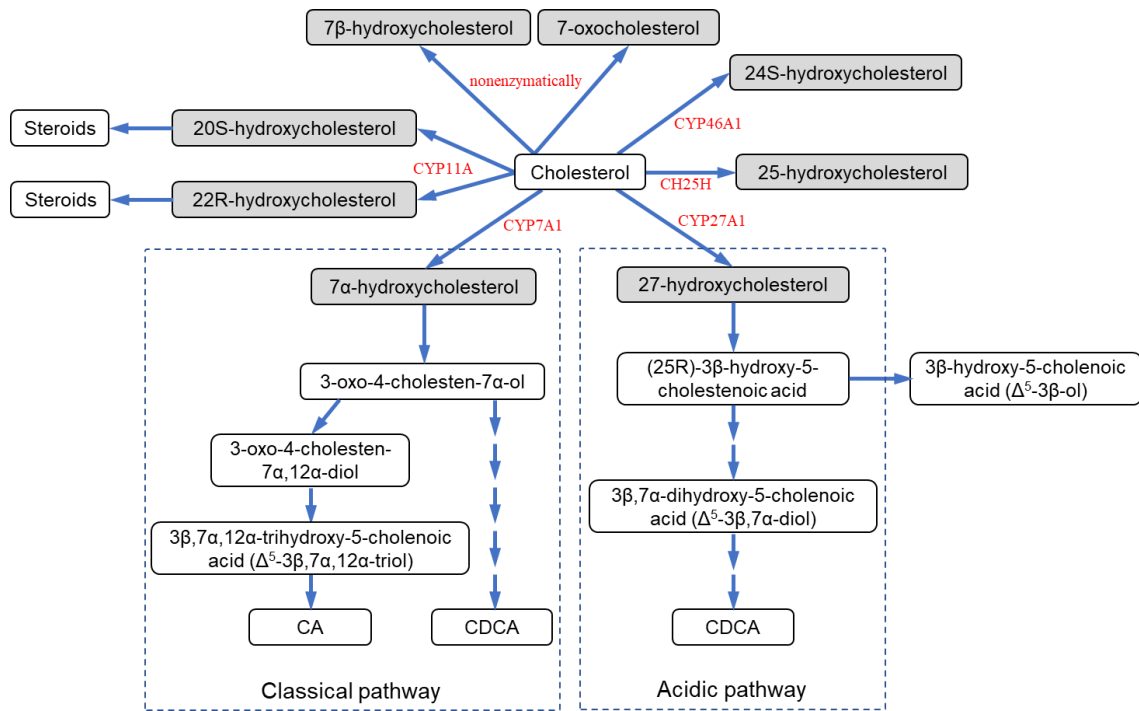 7β-hydroxycholesterol
7-oxocholesterol
24S-hydroxycholesterol
nonenzymatically
Steroids
20S-hydroxycholesterol
CYP46A1
CYP11A
Cholesterol
25-hydroxycholesterol
CH25H
Steroids
22R-hydroxycholesterol
CYP7A1
CYP27A1
7α-hydroxycholesterol
27-hydroxycholesterol
3-oxo-4-cholesten-7α-ol
(25R)-3β-hydroxy-5-
cholestenoic acid
3β-hydroxy-5-cholenoic
acid (Δ⁵-3β-ol)
3-oxo-4-cholesten-
7α,12α-diol
3β,7α-dihydroxy-5-cholenoic
acid (Δ⁵-3β,7α-diol)
3β,7α,12α-trihydroxy-5-cholenoic
acid (Δ⁵-3β,7α,12α-triol)
CA
CDCA
CDCA
Classical pathway
Acidic pathway